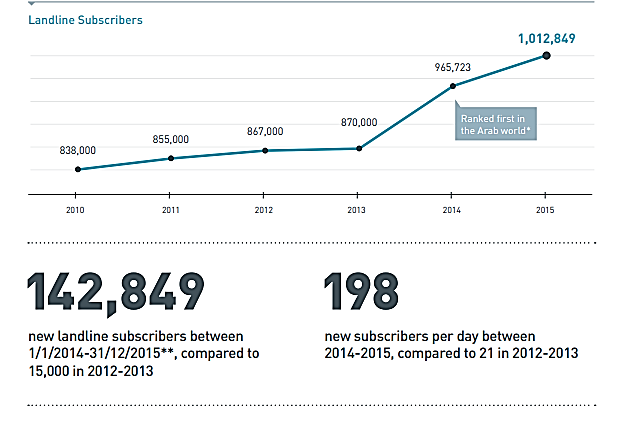 Landline Subscribers
1,012,849
965,723
870,000
867,000
855,000
838,000
Ranked first in
the Arab world*
2010 2011 2012 2013 2014 2015
142,849
new landline subscribers between
1/1/2014-31/12/2015**, compared to
15,000 in 2012-2013
198
new subscribers per day between
2014-2015, compared to 21 in 2012-2013